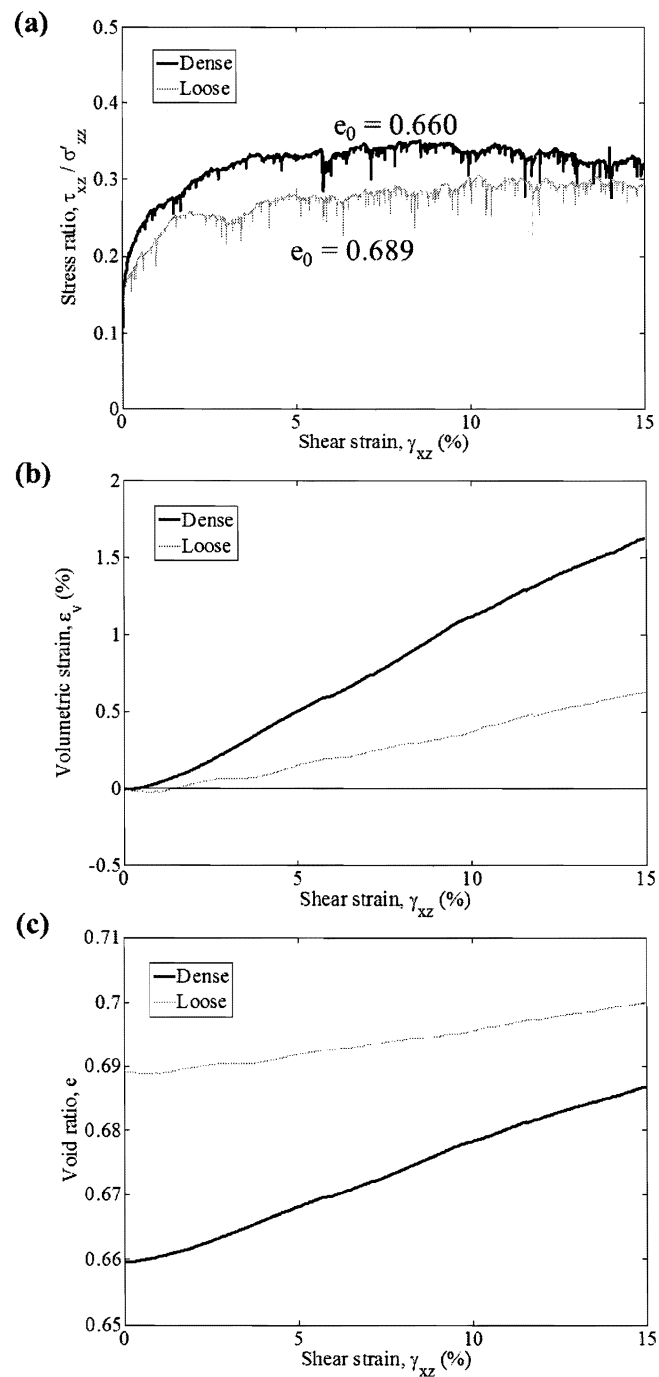 (a)
0.5
Dense
Loose
0.4
e₀ = 0.660
0.3
0.2
e₀ = 0.689
0.1
0
Stress ratio, τxz / σ'zz
0 5 10 15
Shear strain, γxz (%)
(b)
2
Dense
Loose
1.5
1
0.5
0
-0.5
Volumetric strain, εv (%)
0 5 10 15
Shear strain, γxz (%)
(c)
0.71
Dense
Loose
0.7
0.69
0.68
0.67
0.66
0.65
Void ratio, e
0 5 10 15
Shear strain, γxz (%)